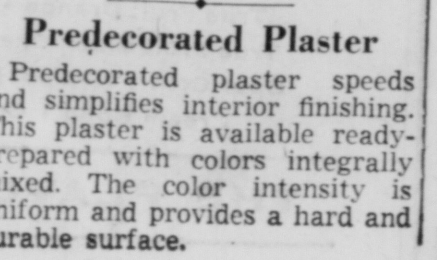 Predecorated Plaster
Predecorated plaster speeds
nd simplifies interior finishing.
his plaster is available ready-
repared with colors integrally
ixed. The color intensity is
niform and provides a hard and
urable surface.